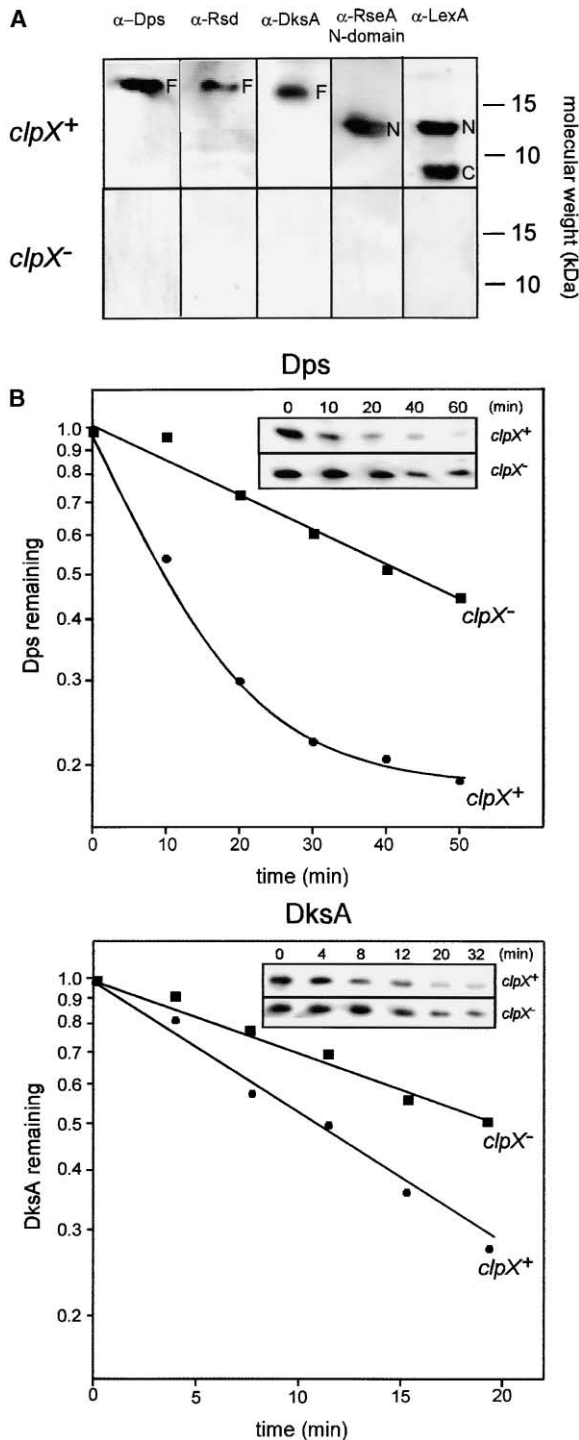 A
α–Dps α-Rsd α-DksA α-RseA α-LexA
N-domain
clpX+
F F F N N
C
15
10
molecular weight (kDa)
clpX-
15
10
B
Dps
0 10 20 40 60 (min)
clpX+
clpX-
1.0
0.9
0.8
0.7
0.6
0.5
0.4
0.3
0.2
Dps remaining
clpX-
clpX+
0 10 20 30 40 50
time (min)
DksA
0 4 8 12 20 32 (min)
clpX+
clpX-
1.0
0.9
0.8
0.7
0.6
0.5
0.4
0.3
0.2
DksA remaining
clpX-
clpX+
0 5 10 15 20
time (min)